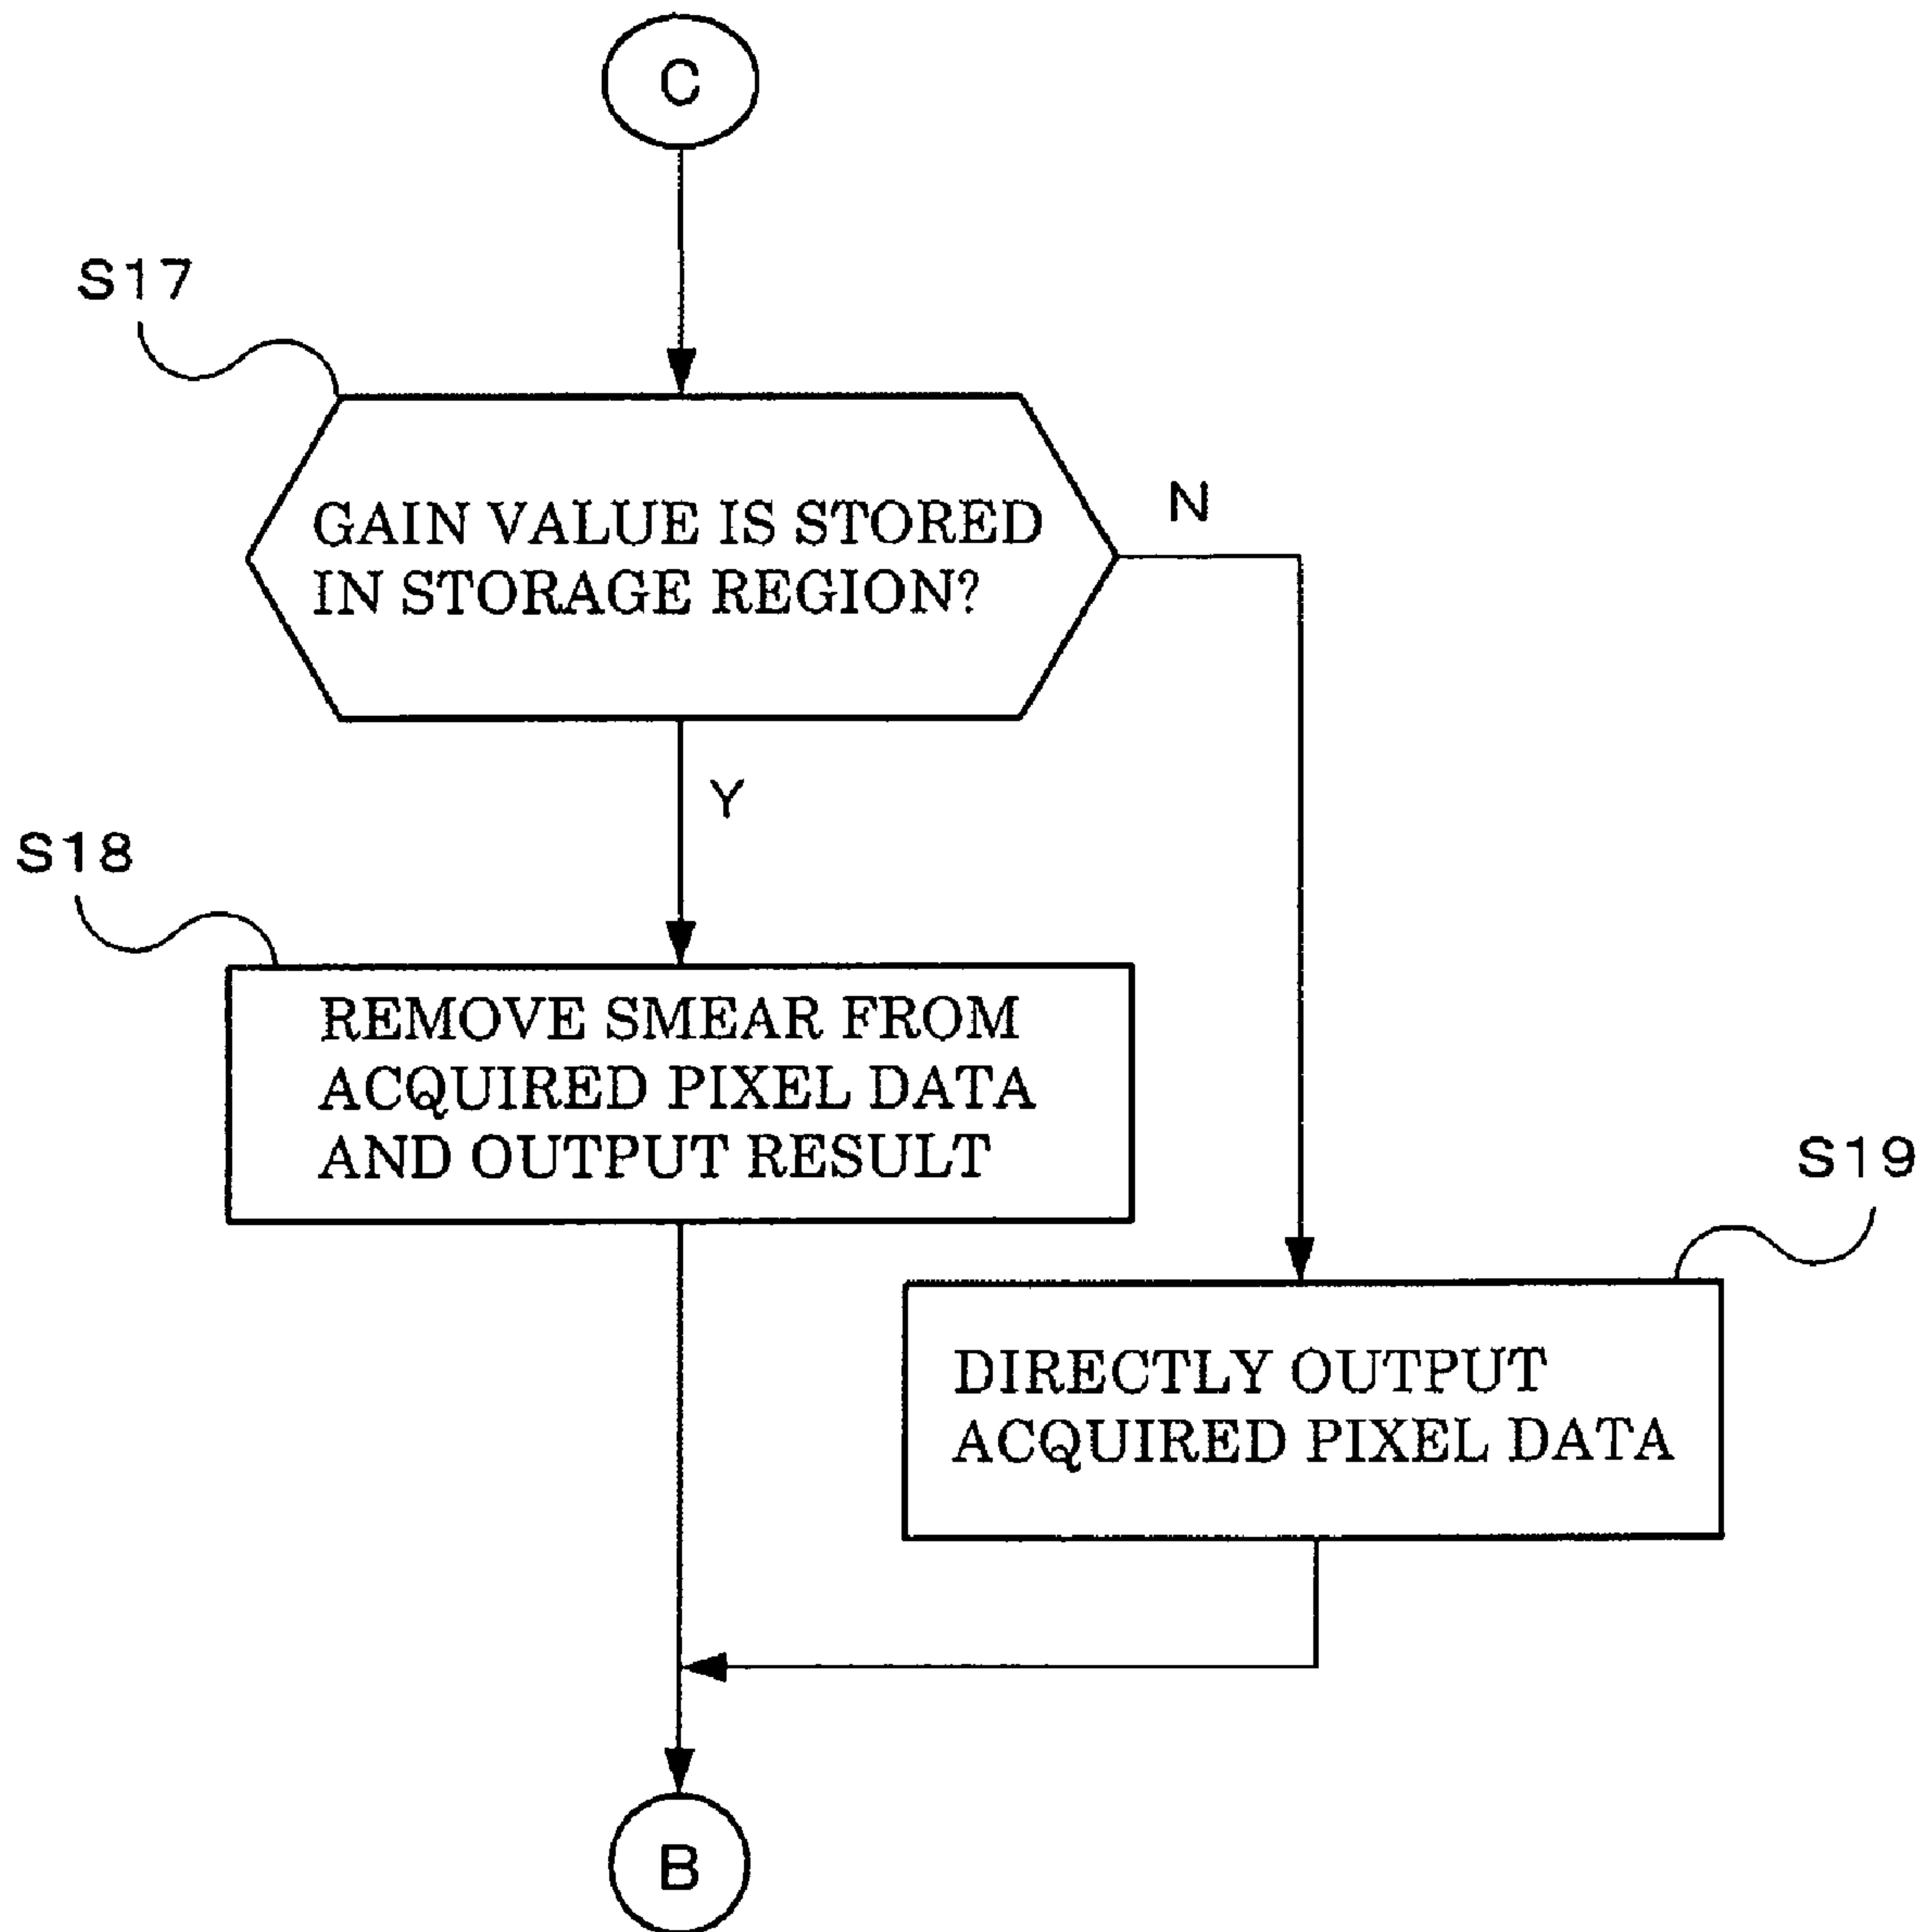 C
S17
GAIN VALUE IS STORED
IN STORAGE REGION?
N
Y
S18
REMOVE SMEAR FROM
ACQUIRED PIXEL DATA
AND OUTPUT RESULT
S19
DIRECTLY OUTPUT
ACQUIRED PIXEL DATA
B